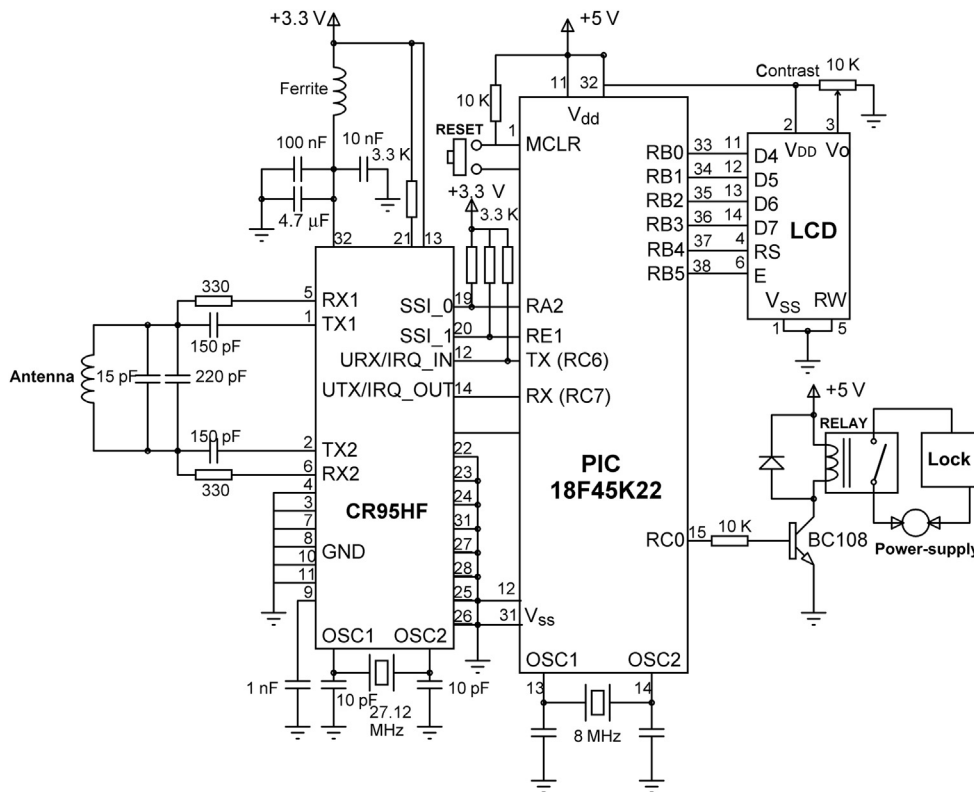 +3.3 V
+5 V
Ferrite
11
32
Contrast
10 K
10 K
2
3
RESET
1
V_dd
MCLR
100 nF
10 nF
3.3 K
RB0
33
11
D4
V_DD
Vo
RB1
34
12
D5
RB2
35
13
D6
RB3
36
14
D7
LCD
RB4
37
4
RS
RB5
38
6
E
V_SS
RW
1
5
+3.3 V
3.3 K
4.7 µF
32
21
13
330
5
RX1
SSI_0
19
RA2
1
TX1
150 pF
SSI_1
20
RE1
URX/IRQ_IN
12
TX (RC6)
Antenna
15 pF
220 pF
UTX/IRQ_OUT
14
RX (RC7)
+5 V
RELAY
150 pF
2
TX2
22
PIC
18F45K22
Lock
6
RX2
23
330
4
3
CR95HF
24
7
31
8
GND
27
10
28
11
25
12
9
26
31
V_ss
RC0
15
10 K
BC108
Power-supply
OSC1
OSC2
OSC1
OSC2
1 nF
10 pF
10 pF
27.12
MHz
13
14
8 MHz